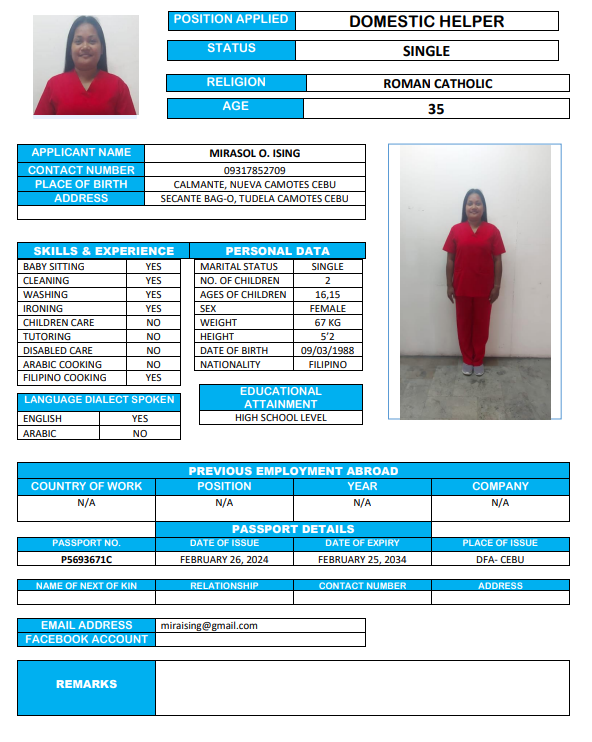 POSITION APPLIED DOMESTIC HELPER
STATUS SINGLE
RELIGION ROMAN CATHOLIC
AGE 35
APPLICANT NAME MIRASOL O. ISING
CONTACT NUMBER 09317852709
PLACE OF BIRTH CALMANTE, NUEVA CAMOTES CEBU
ADDRESS SECANTE BAG-O, TUDELA CAMOTES CEBU
SKILLS & EXPERIENCE PERSONAL DATA
BABY SITTING YES MARITAL STATUS SINGLE
CLEANING YES NO. OF CHILDREN 2
WASHING YES AGES OF CHILDREN 16,15
IRONING YES SEX FEMALE
CHILDREN CARE NO WEIGHT 67 KG
TUTORING NO HEIGHT 5'2
DISABLED CARE NO DATE OF BIRTH 09/03/1988
ARABIC COOKING NO NATIONALITY FILIPINO
FILIPINO COOKING YES
LANGUAGE DIALECT SPOKEN
ENGLISH YES
ARABIC NO
EDUCATIONAL
ATTAINMENT
HIGH SCHOOL LEVEL
PREVIOUS EMPLOYMENT ABROAD
COUNTRY OF WORK POSITION YEAR COMPANY
N/A N/A N/A N/A
PASSPORT DETAILS
PASSPORT NO. DATE OF ISSUE DATE OF EXPIRY PLACE OF ISSUE
P5693671C FEBRUARY 26, 2024 FEBRUARY 25, 2034 DFA- CEBU
NAME OF NEXT OF KIN RELATIONSHIP CONTACT NUMBER ADDRESS
EMAIL ADDRESS miraising@gmail.com
FACEBOOK ACCOUNT
REMARKS